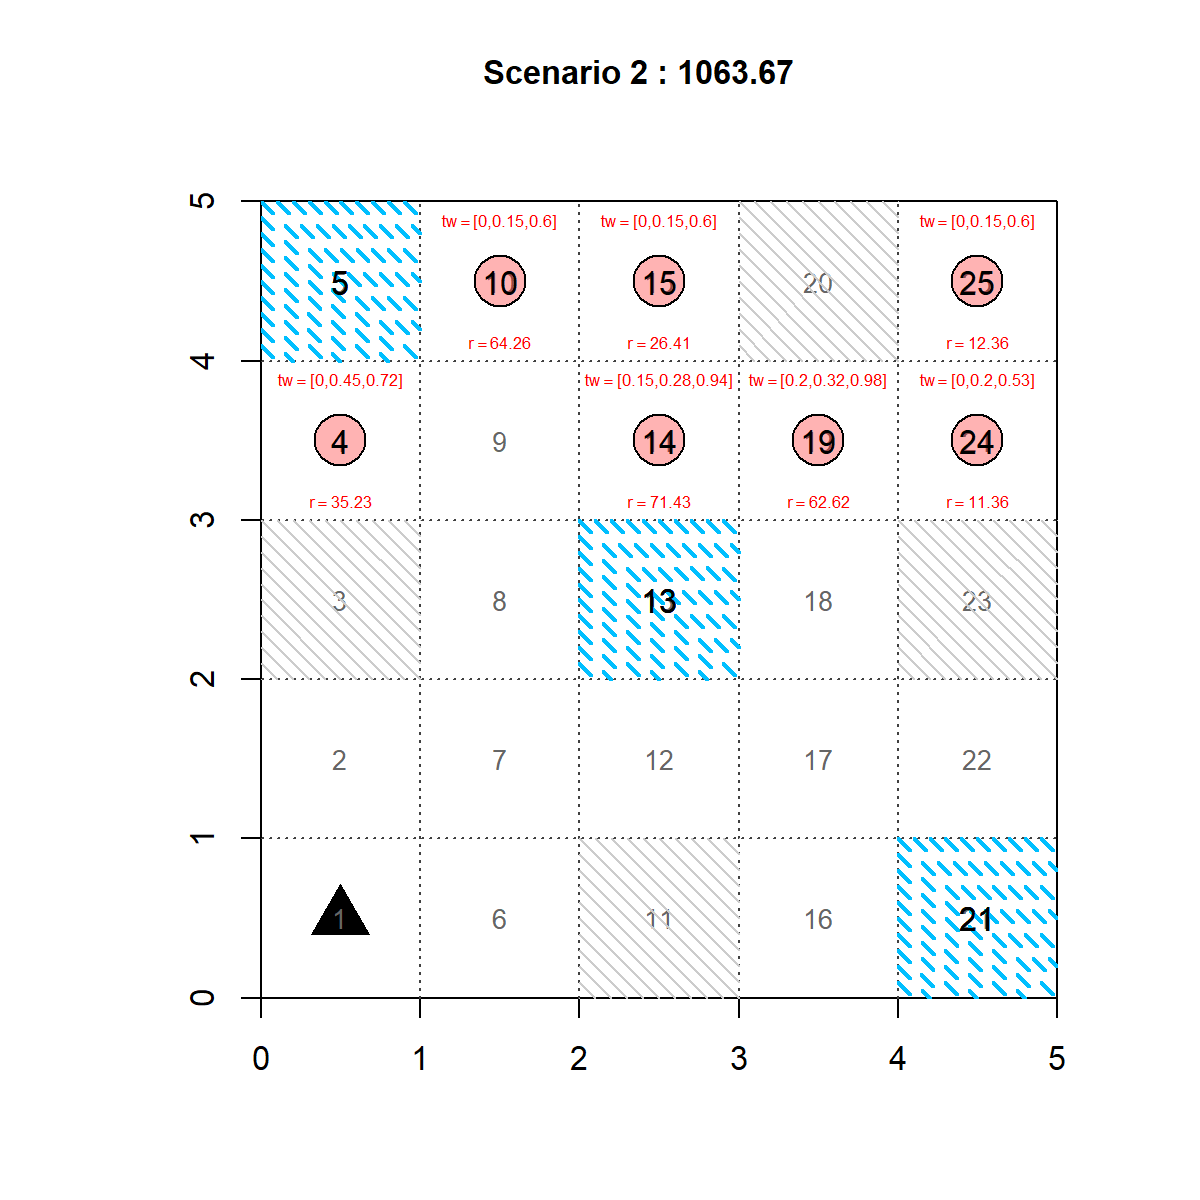 Scenario 2 : 1063.67
5
tw = [0,0.15,0.6] tw = [0,0.15,0.6] tw = [0,0.15,0.6]
5 10 15 20 25
r = 64.26 r = 26.41 r = 12.36
4
tw = [0,0.45,0.72] tw = [0.15,0.28,0.94] tw = [0.2,0.32,0.98] tw = [0,0.2,0.53]
4 9 14 19 24
r = 35.23 r = 71.43 r = 62.62 r = 11.36
3
3 8 13 18 23
2
2 7 12 17 22
1
1 6 11 16 21
0
0 1 2 3 4 5